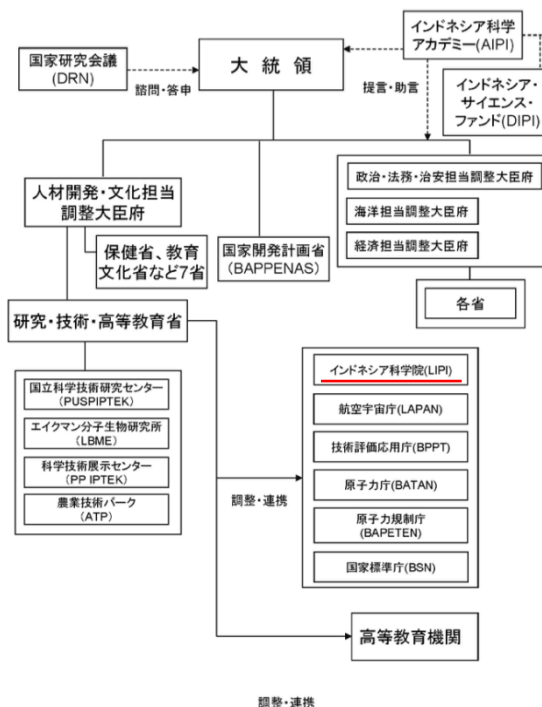 インドネシア科学
アカデミー(AIPI)
国家研究会議
(DRN)
大 統 領
諮問・答申
提言・助言
インドネシア・
サイエンス・
ファンド(DIPI)
人材開発・文化担当
調整大臣府
政治・法務・治安担当調整大臣府
海洋担当調整大臣府
経済担当調整大臣府
保健省、教育
文化省など7省
国家開発計画省
(BAPPENAS)
各省
研究・技術・高等教育省
国立科学技術研究センター
(PUSPIPTEK)
エイクマン分子生物研究所
(LBME)
科学技術展示センター
(PP IPTEK)
農業技術パーク
(ATP)
調整・連携
インドネシア科学院(LIPI)
航空宇宙庁(LAPAN)
技術評価応用庁(BPPT)
原子力庁(BATAN)
原子力規制庁
(BAPETEN)
国家標準庁(BSN)
高等教育機関
調整・連携